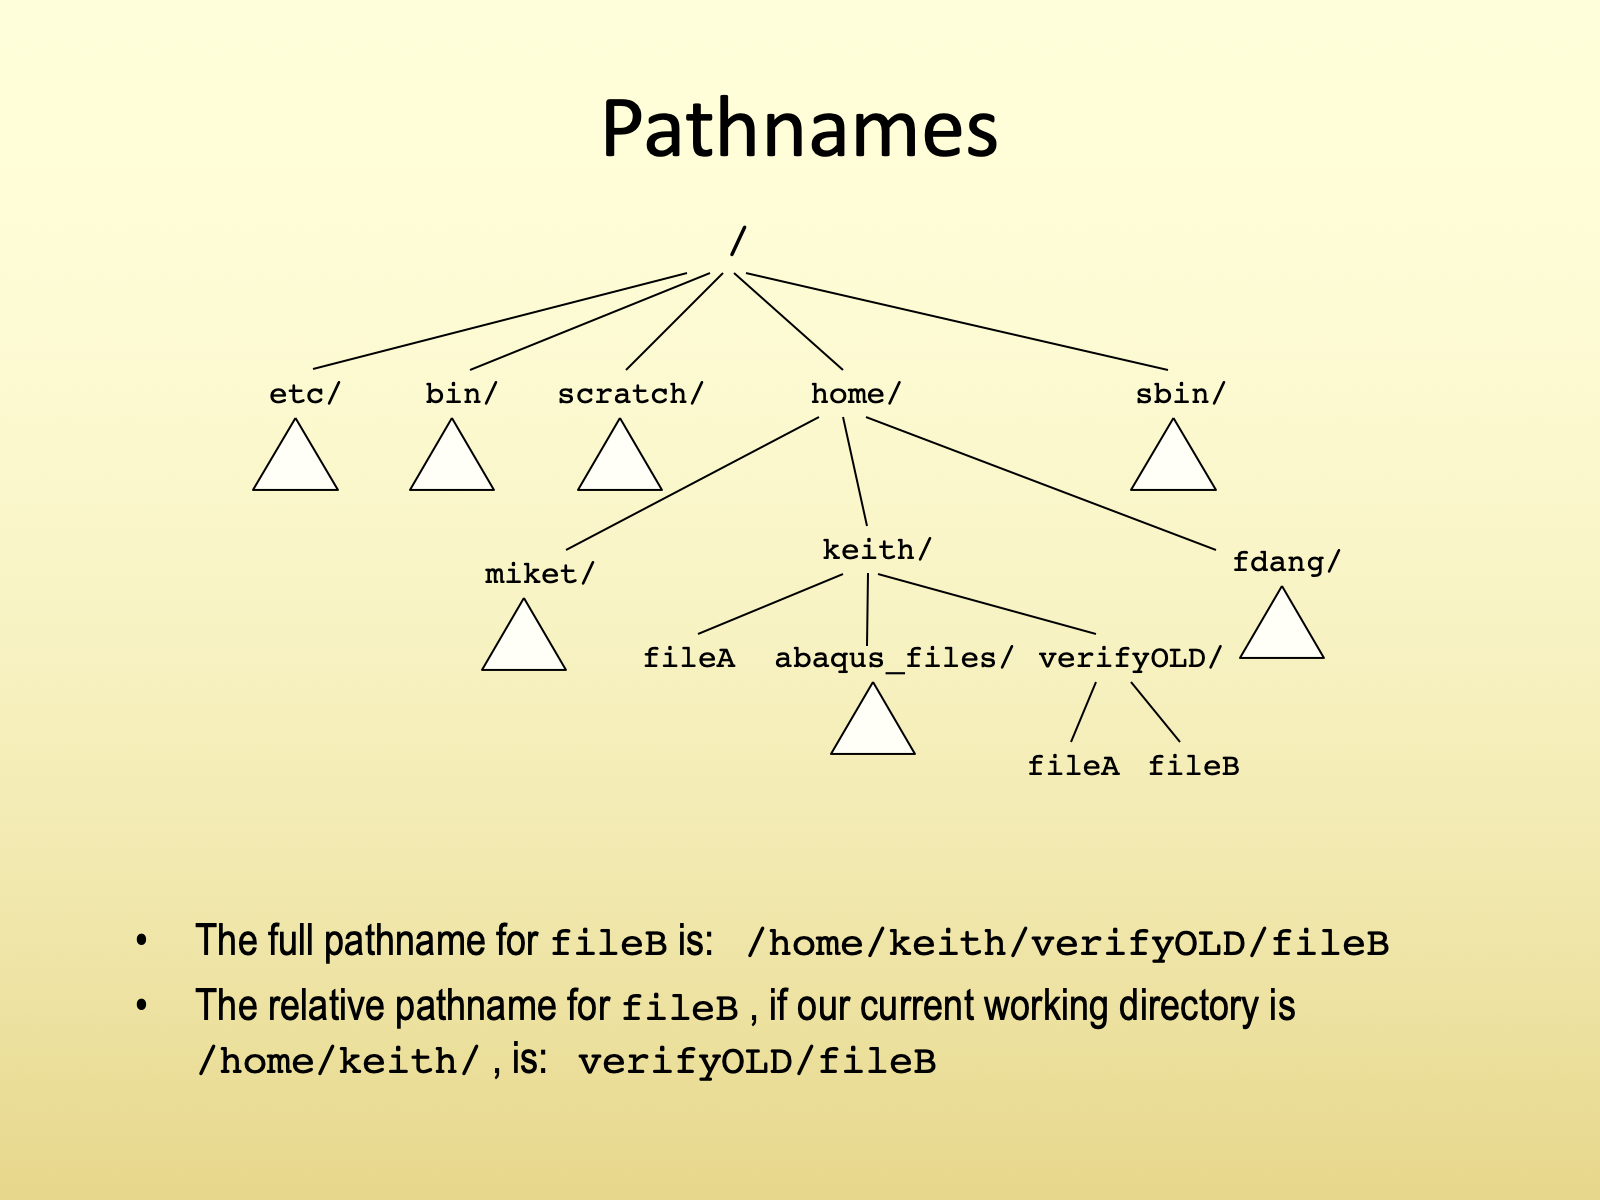 Pathnames
/
etc/ bin/ scratch/ home/ sbin/
keith/
fdang/
miket/
fileA abaqus_files/ verifyOLD/
fileA fileB
• The full pathname for fileB is: /home/keith/verifyOLD/fileB
• The relative pathname for fileB , if our current working directory is
/home/keith/ , is: verifyOLD/fileB